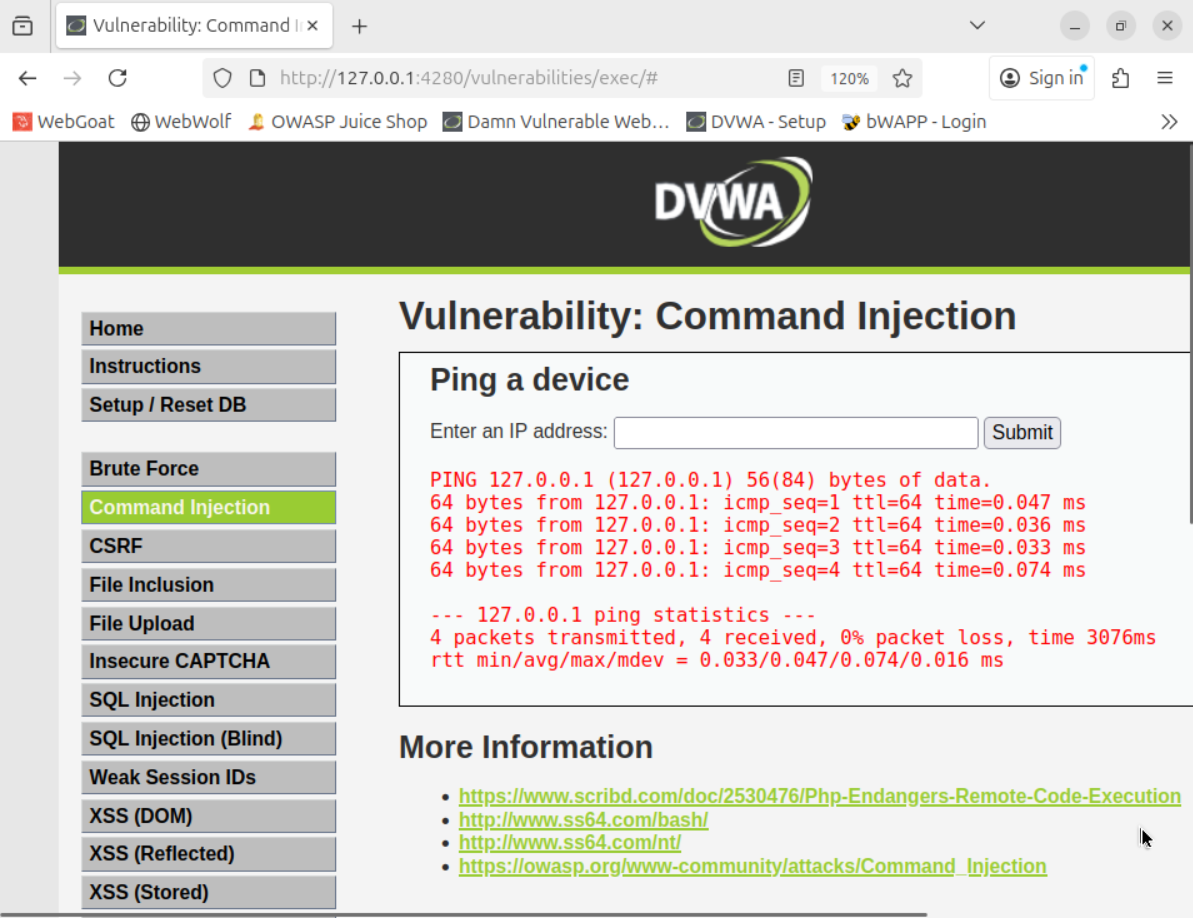 Vulnerability: Command I
http://127.0.0.1:4280/vulnerabilities/exec/#
120%
Sign in
WebGoat WebWolf OWASP Juice Shop Damn Vulnerable Web... DVWA - Setup bWAPP - Login
DVWA
Home
Instructions
Setup / Reset DB
Brute Force
Command Injection
CSRF
File Inclusion
File Upload
Insecure CAPTCHA
SQL Injection
SQL Injection (Blind)
Weak Session IDs
XSS (DOM)
XSS (Reflected)
XSS (Stored)
Vulnerability: Command Injection
Ping a device
Enter an IP address: Submit
PING 127.0.0.1 (127.0.0.1) 56(84) bytes of data.
64 bytes from 127.0.0.1: icmp_seq=1 ttl=64 time=0.047 ms
64 bytes from 127.0.0.1: icmp_seq=2 ttl=64 time=0.036 ms
64 bytes from 127.0.0.1: icmp_seq=3 ttl=64 time=0.033 ms
64 bytes from 127.0.0.1: icmp_seq=4 ttl=64 time=0.074 ms
--- 127.0.0.1 ping statistics ---
4 packets transmitted, 4 received, 0% packet loss, time 3076ms
rtt min/avg/max/mdev = 0.033/0.047/0.074/0.016 ms
More Information
https://www.scribd.com/doc/2530476/Php-Endangers-Remote-Code-Execution
http://www.ss64.com/bash/
http://www.ss64.com/nt/
https://owasp.org/www-community/attacks/Command_Injection